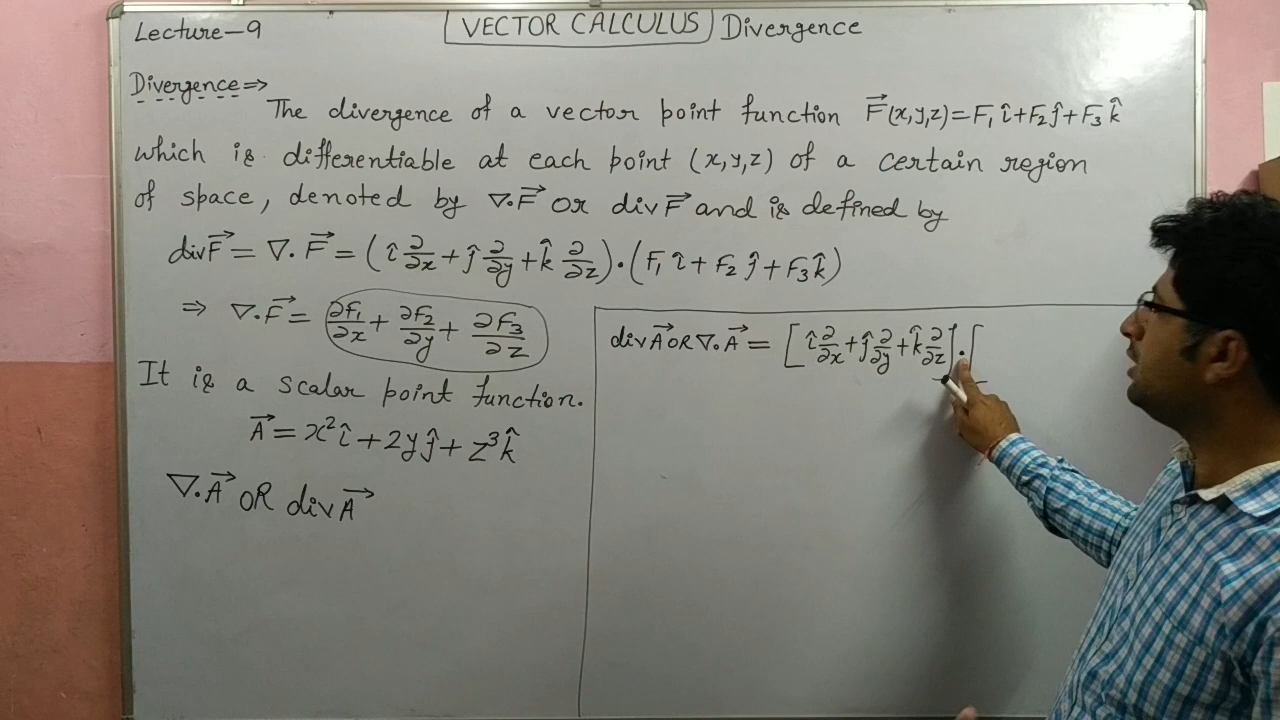 Lecture-9
VECTOR CALCULUS Divergence
Divergence⇒
The divergence of a vector point function F⃗(x,y,z)=F₁î+F₂ĵ+F₃k̂
which is differentiable at each point (x,y,z) of a certain region
of space, denoted by ∇.F⃗ OR divF⃗ and is defined by
divF⃗ = ∇.F⃗ = (î ∂/∂x + ĵ ∂/∂y + k̂ ∂/∂z).(F₁î + F₂ĵ + F₃k̂)
⇒ ∇.F⃗ = ∂F₁/∂x + ∂F₂/∂y + ∂F₃/∂z
It is a scalar point function.
A⃗ = x²î + 2yĵ + z³k̂
∇.A⃗ OR divA⃗
divA⃗ OR ∇.A⃗ = [î ∂/∂x + ĵ ∂/∂y + k̂ ∂/∂z].[